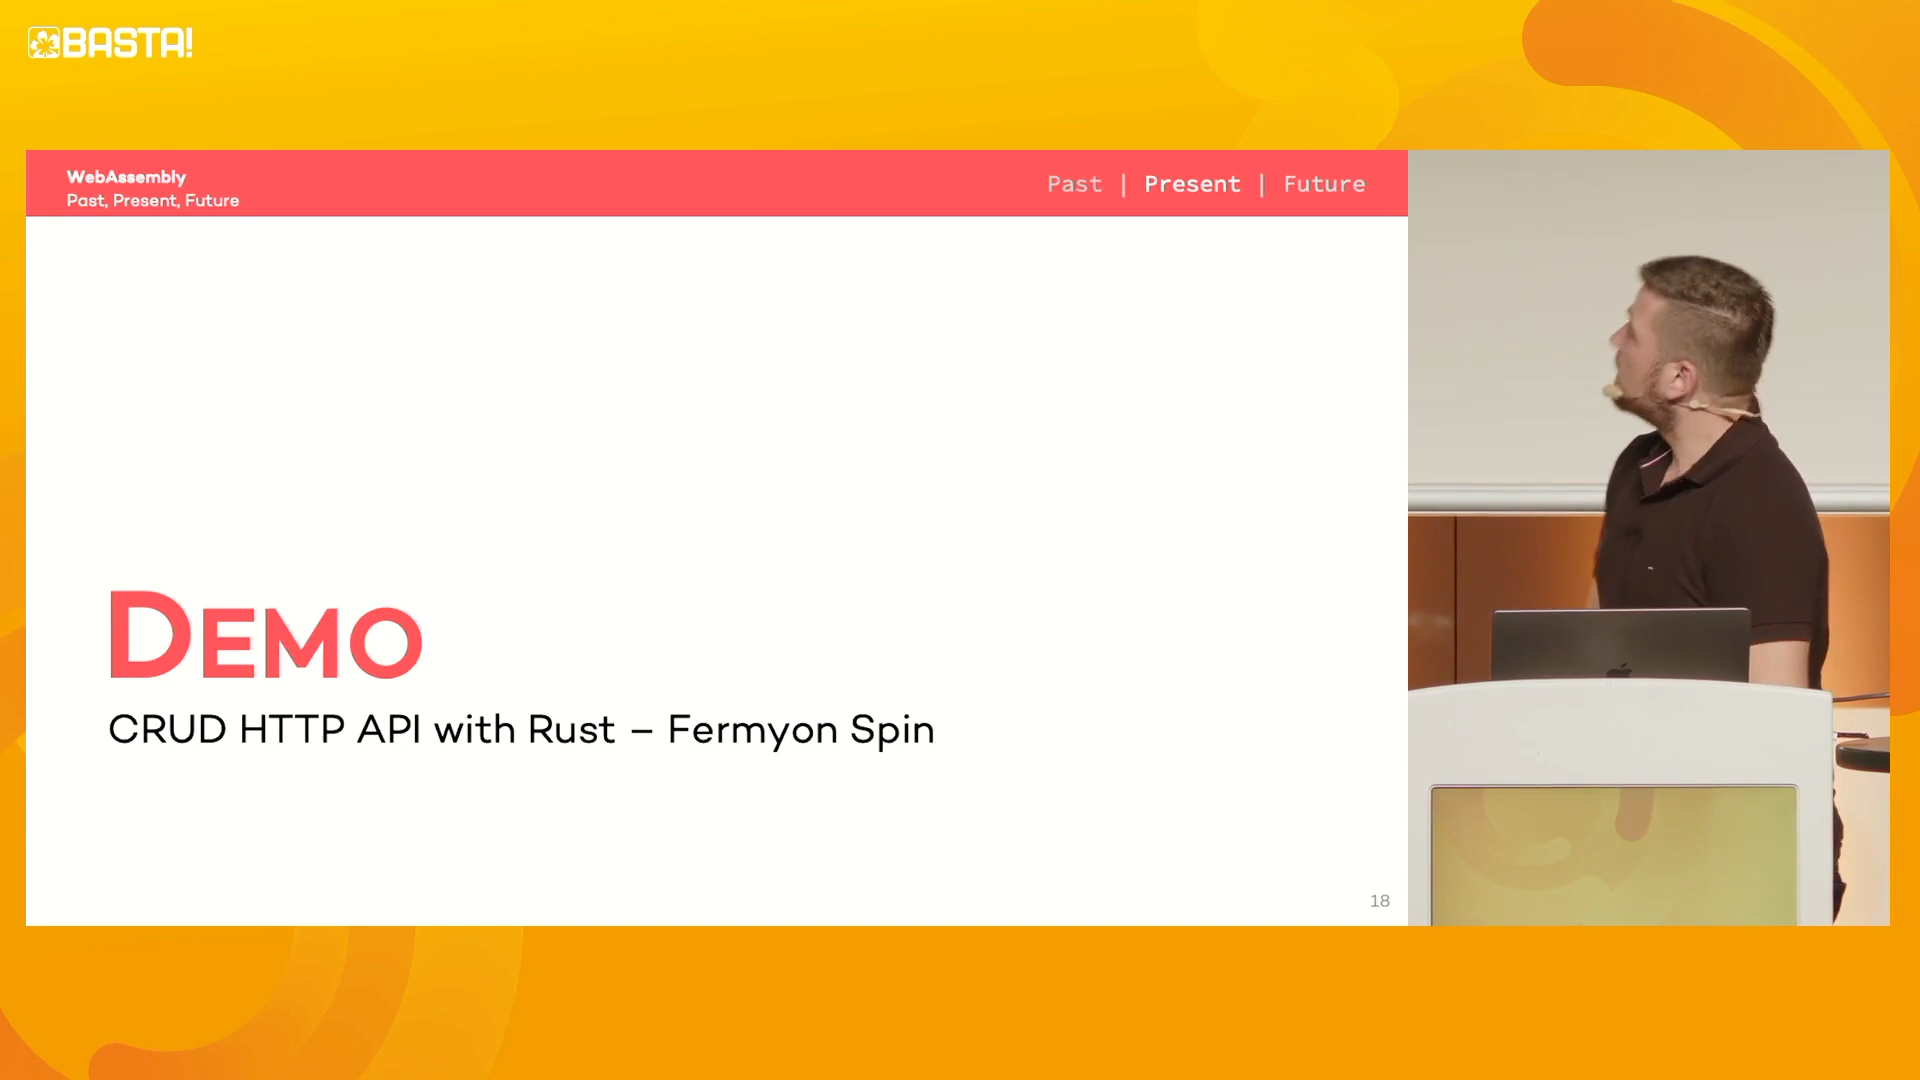 BASTA!
WebAssembly
Past, Present, Future
Past | Present | Future
DEMO
CRUD HTTP API with Rust – Fermyon Spin
18